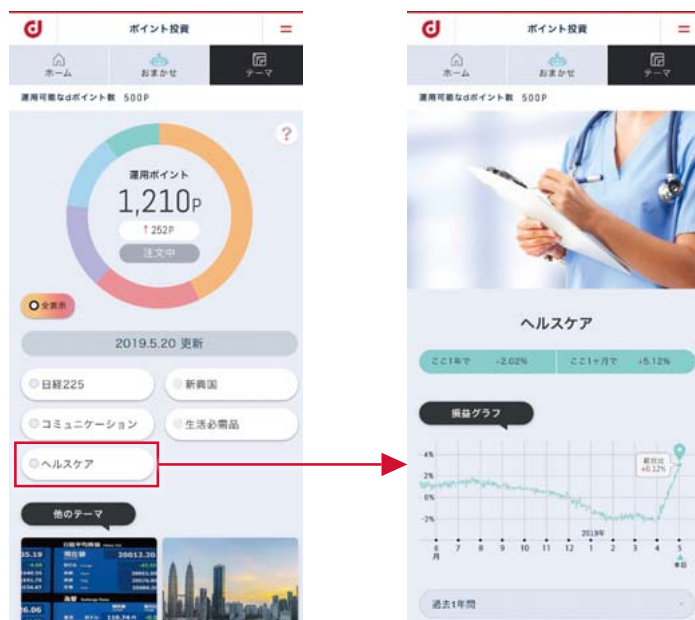 ポイント投資
ホーム
おまかせ
テーマ
運用可能なdポイント数 500P
?
運用ポイント
1,210P
↑252P
注文中
全表示
2019.5.20 更新
日経225
新興国
コミュニケーション
生活必需品
ヘルスケア
他のテーマ
現在値
20012.20
ポイント投資
ホーム
おまかせ
テーマ
運用可能なdポイント数 500P
ヘルスケア
ここ1年で +2.02%
ここ1ヶ月で +5.12%
損益グラフ
4%
2%
0%
-2%
前日比
+0.12%
2019年
6 7 8 9 10 11 12 1 2 3 4 5
月
本日
過去1年間